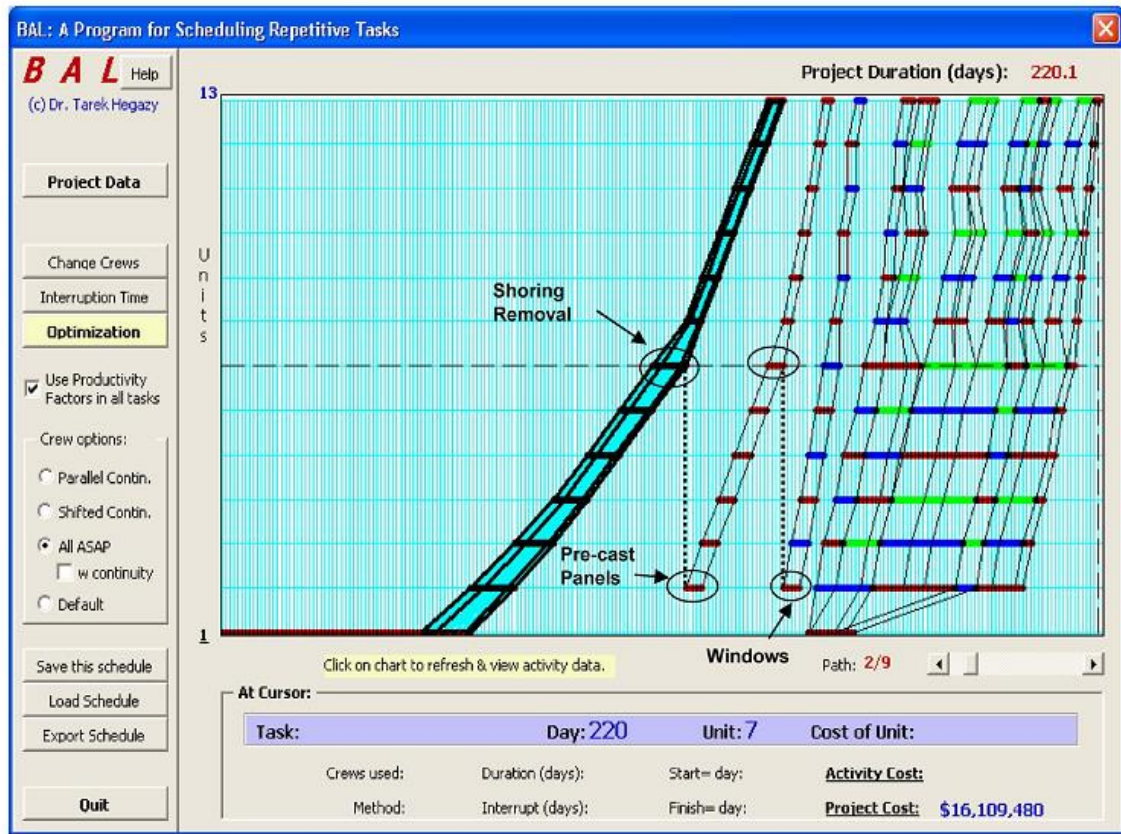 BAL: A Program for Scheduling Repetitive Tasks
B A L Help
(c) Dr. Tarek Hegazy
Project Duration (days): 220.1
13
Project Data
Units
Change Crews
Interruption Time
Optimization
Shoring
Removal
Use Productivity
Factors in all tasks
Crew options:
Parallel Contin.
Shifted Contin.
All ASAP
w continuity
Default
Pre-cast
Panels
1
Windows
Click on chart to refresh & view activity data.
Path: 2/9
Save this schedule
Load Schedule
Export Schedule
Quit
At Cursor:
Task: Day: 220 Unit: 7 Cost of Unit:
Crews used: Duration (days): Start= day: Activity Cost:
Method: Interrupt (days): Finish= day: Project Cost: $16,109,480